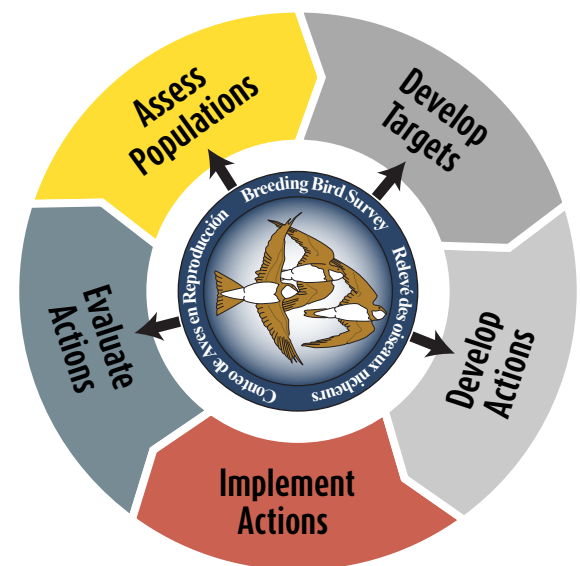 Assess
Populations
Develop
Targets
Develop
Actions
Implement
Actions
Evaluate
Actions
Breeding Bird Survey
Relevé des oiseaux nicheurs
Conteo de Aves en Reproducción